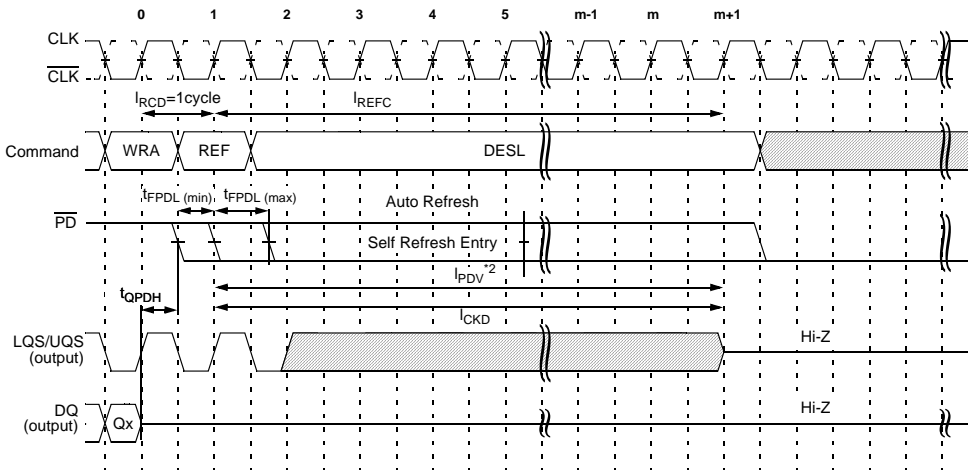 0 1 2 3 4 5 m-1 m m+1
CLK
CLK
IRCD=1cycle IREFC
Command WRA REF DESL
tFPDL (min) tFPDL (max) Auto Refresh
PD
Self Refresh Entry
IPDV*2
tQPDH
ICKD
LQS/UQS
(output) Hi-Z
DQ
(output) Qx Hi-Z